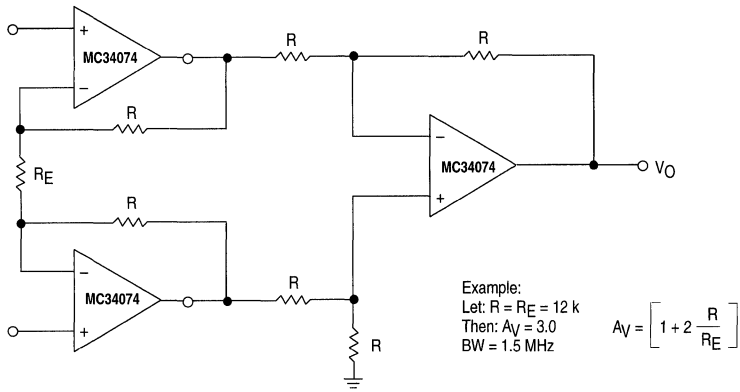 R
R
+
MC34074
−
R
−
MC34074
+
V_O
R_E
R
−
MC34074
+
R
R
Example:
Let: R = R_E = 12 k
Then: A_V = 3.0
BW = 1.5 MHz
A_V = [ 1 + 2 R/R_E ]